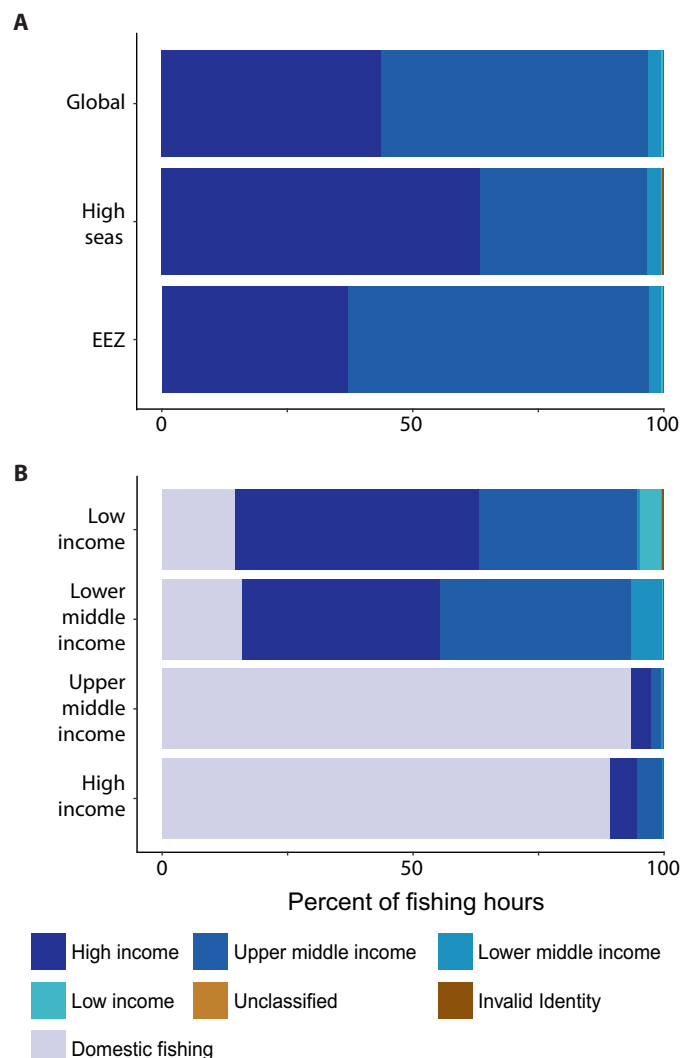 A
Global
High
seas
EEZ
0 50 100
B
Low
income
Lower
middle
income
Upper
middle
income
High
income
0 50 100
Percent of fishing hours
High income Upper middle income Lower middle income
Low income Unclassified Invalid Identity
Domestic fishing